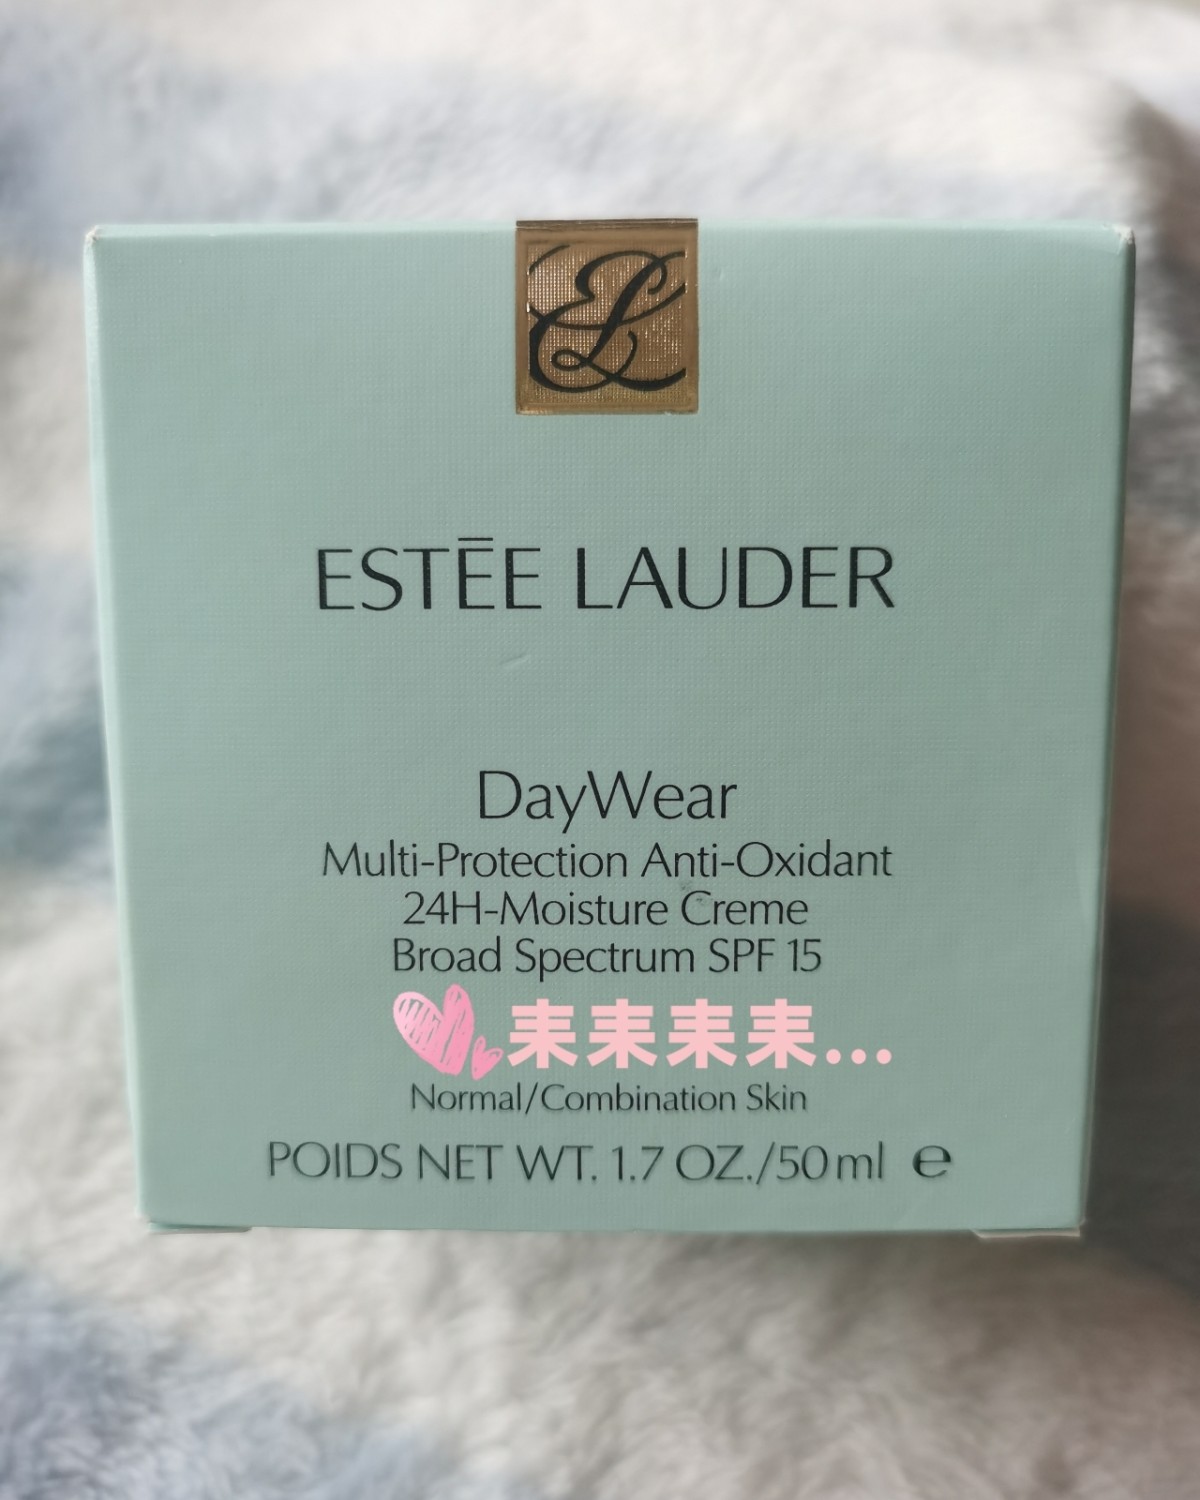 EL
ESTĒE LAUDER
DayWear
Multi-Protection Anti-Oxidant
24H-Moisture Creme
Broad Spectrum SPF 15
耒耒耒耒...
Normal/Combination Skin
POIDS NET WT. 1.7 OZ./50ml e